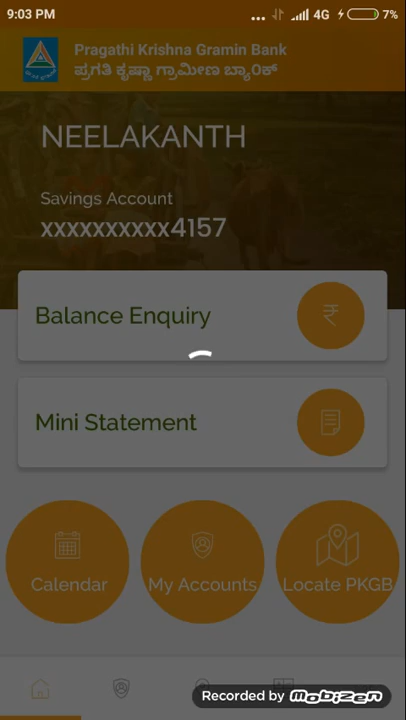 9:03 PM
4G
7%
Pragathi Krishna Gramin Bank
ಪ್ರಗತಿ ಕೃಷ್ಣಾ ಗ್ರಾಮೀಣ ಬ್ಯಾಂಕ್
NEELAKANTH
Savings Account
xxxxxxxxxx4157
Balance Enquiry
₹
Mini Statement
Calendar
My Accounts
Locate PKGB
Recorded by Mobizen